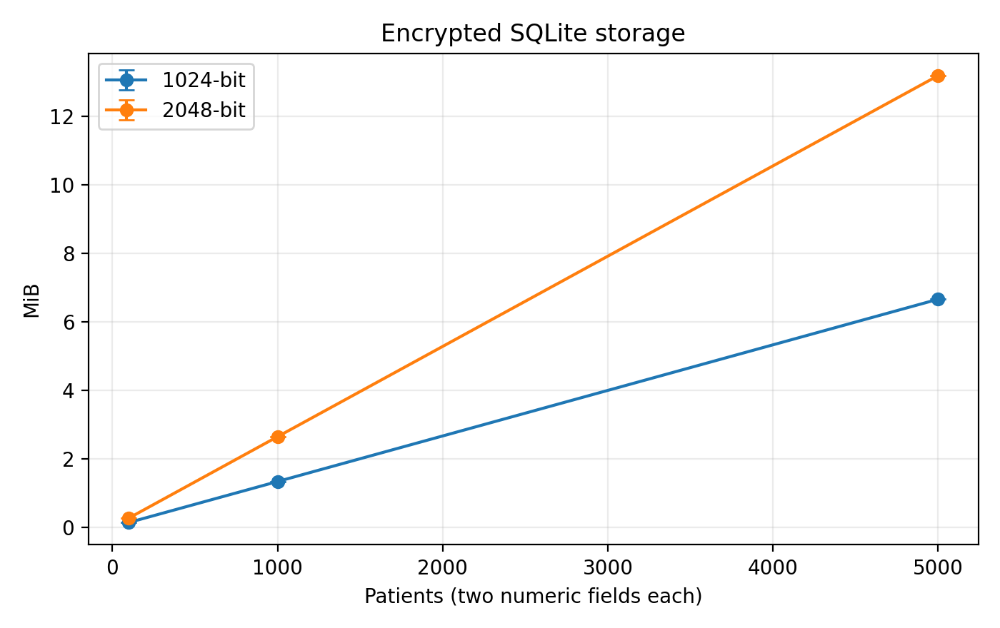 Encrypted SQLite storage
1024-bit
2048-bit
12
10
8
6
4
2
0
MiB
0 1000 2000 3000 4000 5000
Patients (two numeric fields each)